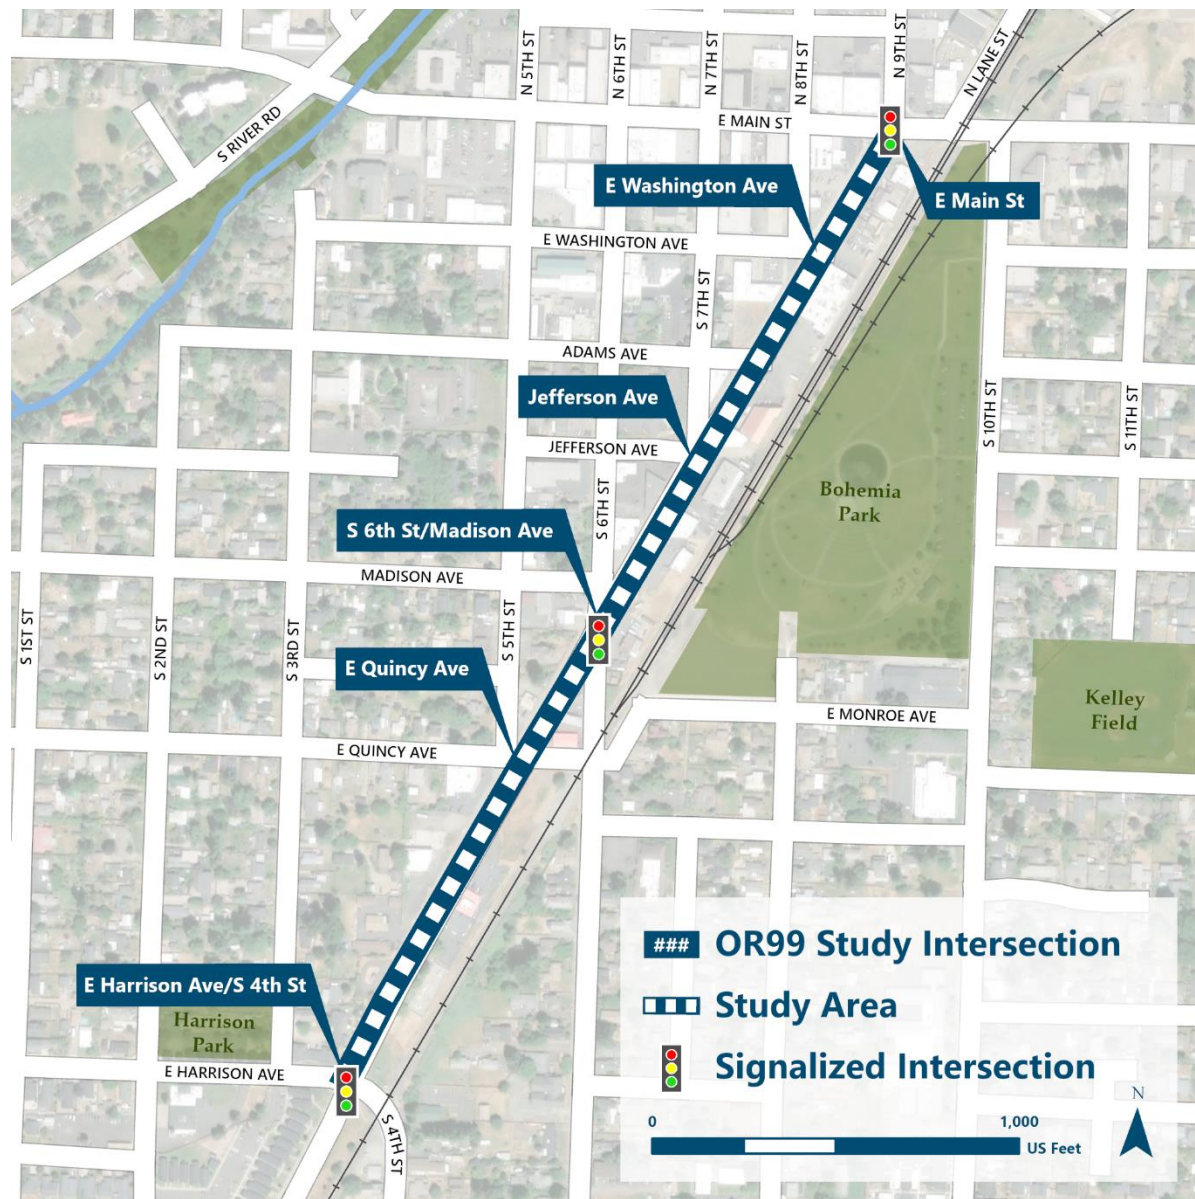 N 5TH ST
N 6TH ST
N 7TH ST
N 8TH ST
N 9TH ST
N LANE ST
S RIVER RD
E MAIN ST
E Washington Ave
E Main St
E WASHINGTON AVE
S 7TH ST
ADAMS AVE
Jefferson Ave
S 10TH ST
S 11TH ST
JEFFERSON AVE
S 6TH ST
Bohemia
Park
S 6th St/Madison Ave
MADISON AVE
S 1ST ST
S 2ND ST
S 3RD ST
S 5TH ST
E Quincy Ave
Kelley
Field
E MONROE AVE
E QUINCY AVE
E Harrison Ave/S 4th St
Harrison
Park
E HARRISON AVE
S 4TH ST
### OR99 Study Intersection
Study Area
Signalized Intersection
N
0 1,000
US Feet